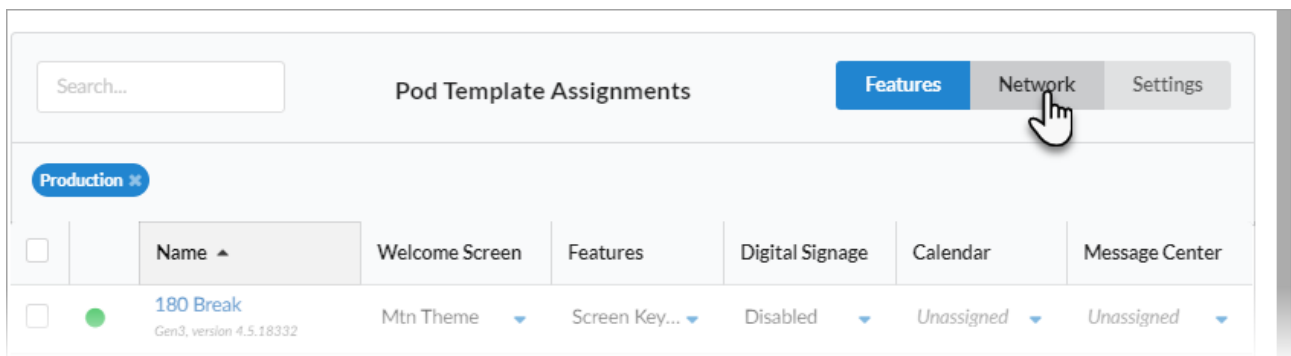 Search...
Pod Template Assignments
Features
Network
Settings
Production
Name
Welcome Screen
Features
Digital Signage
Calendar
Message Center
180 Break
Gen3, version 4.5.18332
Mtn Theme
Screen Key...
Disabled
Unassigned
Unassigned